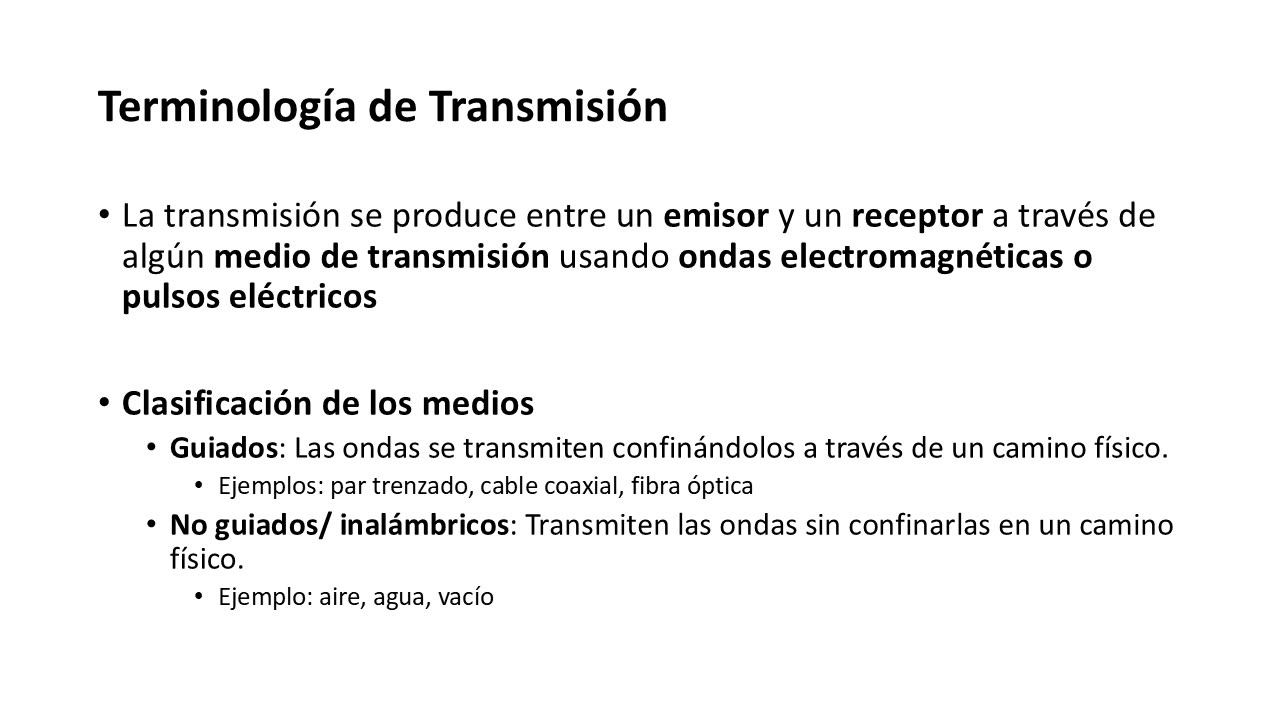 Terminología de Transmisión
• La transmisión se produce entre un emisor y un receptor a través de
algún medio de transmisión usando ondas electromagnéticas o
pulsos eléctricos
• Clasificación de los medios
• Guiados: Las ondas se transmiten confinándolos a través de un camino físico.
• Ejemplos: par trenzado, cable coaxial, fibra óptica
• No guiados/ inalámbricos: Transmiten las ondas sin confinarlas en un camino
físico.
• Ejemplo: aire, agua, vacío